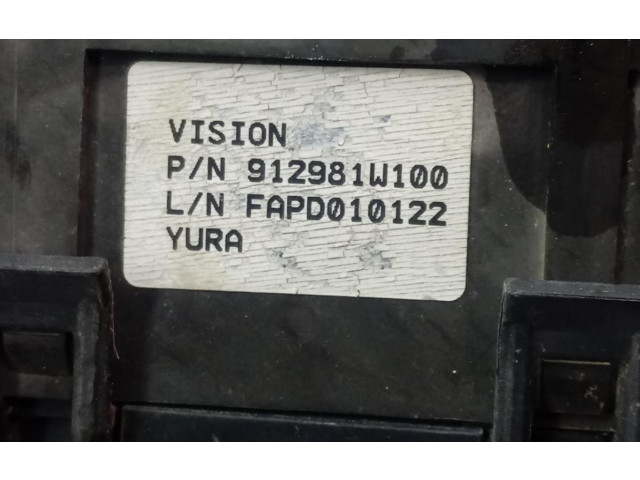 VISION
P/N 912981W100
L/N FAPD010122
YURA